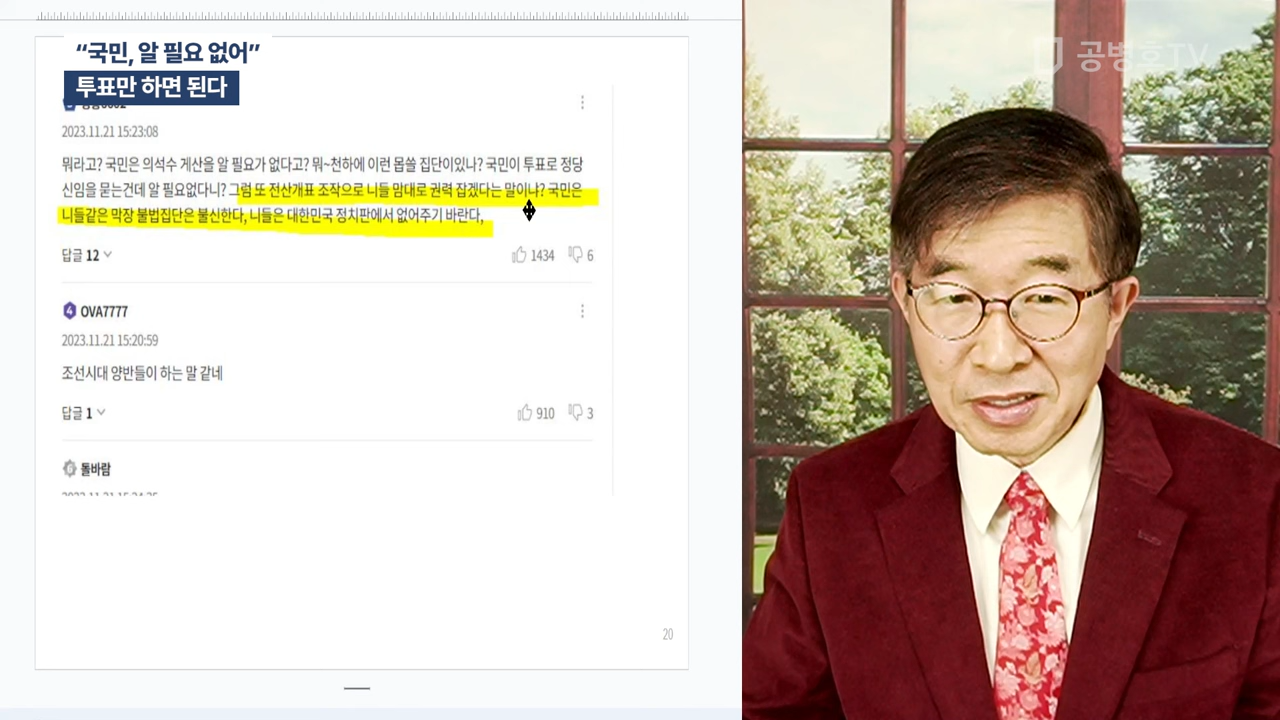 “국민, 알 필요 없어”
투표만 하면 된다
공병호TV
2023.11.21 15:23:08
뭐라고? 국민은 의석수 게산을 알 필요가 없다고? 뭐~천하에 이런 몹쓸 집단이있나? 국민이 투표로 정당
신임을 묻는건데 알 필요없다니? 그럼 또 전산개표 조작으로 니들 맘대로 권력 잡겠다는 말이냐? 국민은
니들같은 막장 불법집단은 불신한다, 니들은 대한민국 정치판에서 없어주기 바란다,
답글 12 1434 6
4 OVA7777
2023.11.21 15:20:59
조선시대 양반들이 하는 말 같네
답글 1 910 3
6 돌바람
20